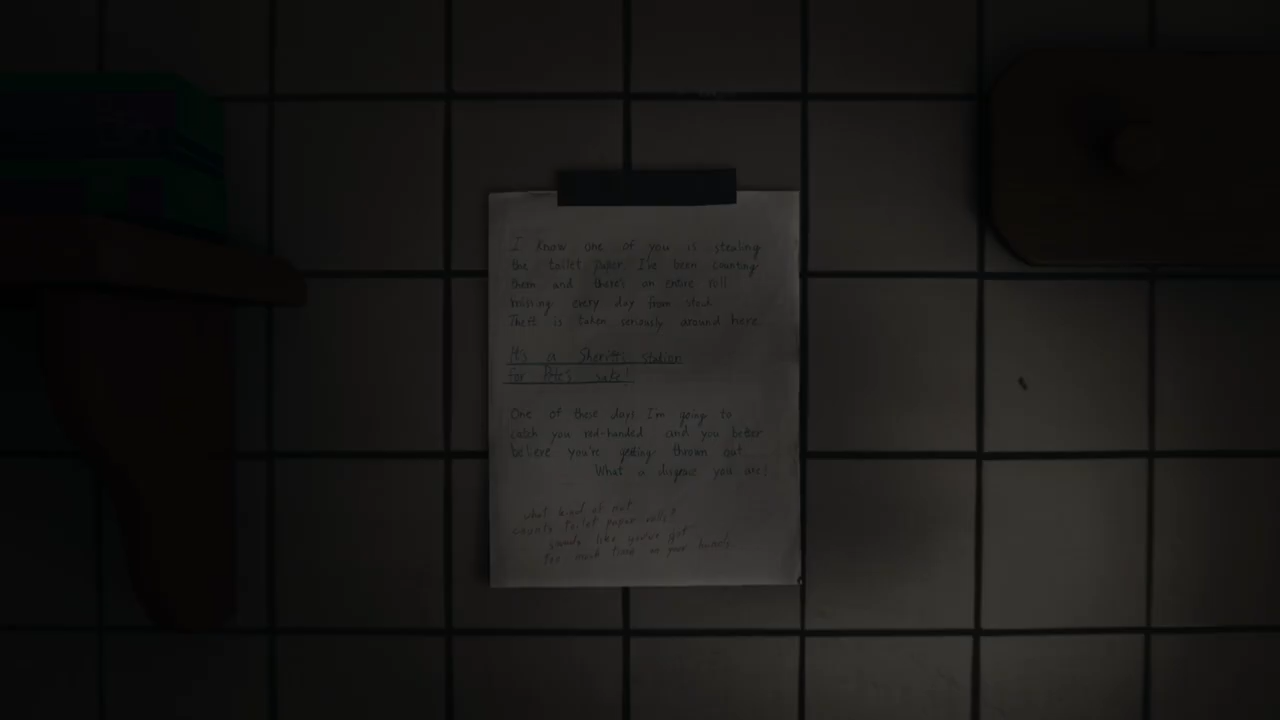 I know one of you is stealing
the toilet paper. I've been counting
them and there's an entire roll
missing every day from stock.
Theft is taken seriously around here.
It's a Sheriff's station
for Pete's sake!
One of these days I'm going to
catch you red-handed and you better
believe you're getting thrown out.
What a disgrace you are!
what kind of nut
counts toilet paper rolls?
sounds like you've got
too much time on your hands